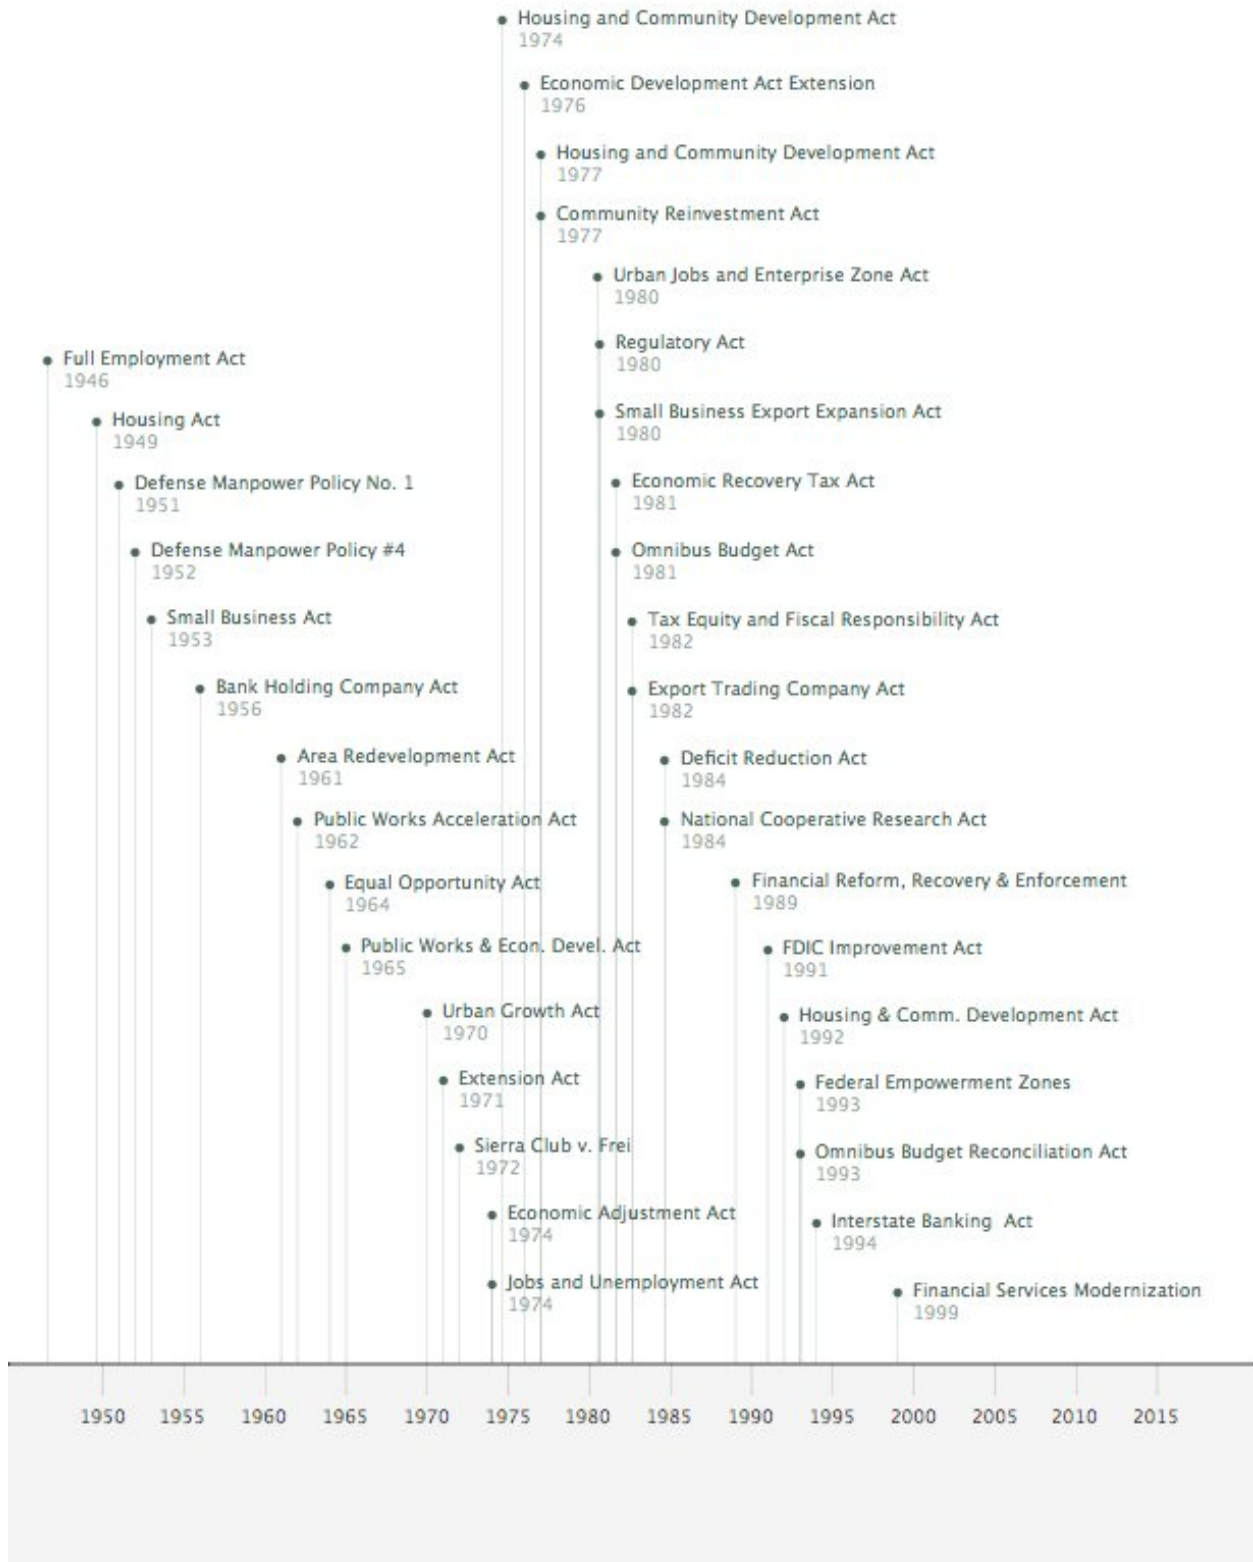 Housing and Community Development Act
1974
Economic Development Act Extension
1976
Housing and Community Development Act
1977
Community Reinvestment Act
1977
Urban Jobs and Enterprise Zone Act
1980
Regulatory Act
1980
Full Employment Act
1946
Small Business Export Expansion Act
1980
Housing Act
1949
Economic Recovery Tax Act
1981
Defense Manpower Policy No. 1
1951
Omnibus Budget Act
1981
Defense Manpower Policy #4
1952
Small Business Act
1953
Tax Equity and Fiscal Responsibility Act
1982
Bank Holding Company Act
1956
Export Trading Company Act
1982
Area Redevelopment Act
1961
Deficit Reduction Act
1984
Public Works Acceleration Act
1962
National Cooperative Research Act
1984
Equal Opportunity Act
1964
Financial Reform, Recovery & Enforcement
1989
Public Works & Econ. Devel. Act
1965
FDIC Improvement Act
1991
Urban Growth Act
1970
Housing & Comm. Development Act
1992
Extension Act
1971
Federal Empowerment Zones
1993
Sierra Club v. Frei
1972
Omnibus Budget Reconciliation Act
1993
Economic Adjustment Act
1974
Interstate Banking Act
1994
Jobs and Unemployment Act
1974
Financial Services Modernization
1999
1950 1955 1960 1965 1970 1975 1980 1985 1990 1995 2000 2005 2010 2015